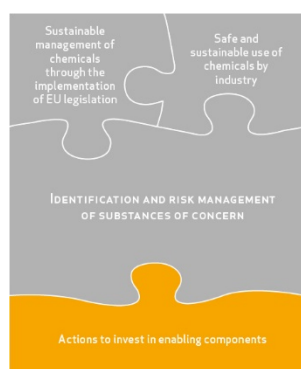 Sustainable
management of
chemicals
through the
implementation
of EU legislation
Safe and
sustainable use of
chemicals by
industry
IDENTIFICATION AND RISK MANAGEMENT
OF SUBSTANCES OF CONCERN
Actions to invest in enabling components